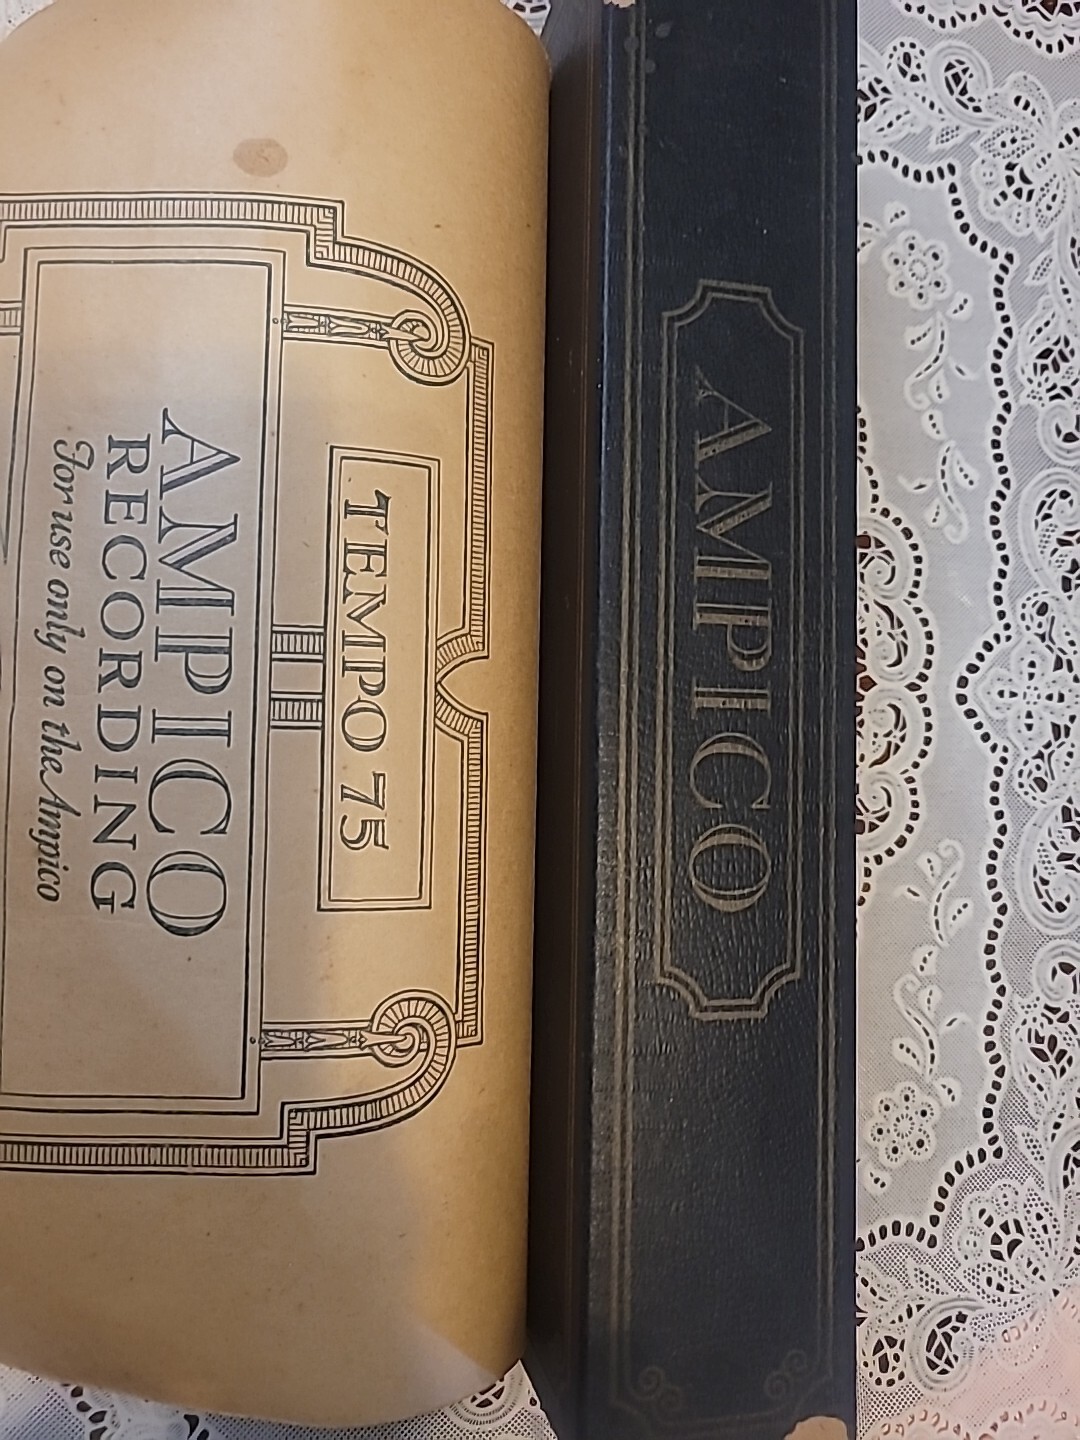 TEMPO 75
AMPICO
RECORDING
For use only on the Ampico
AMPICO